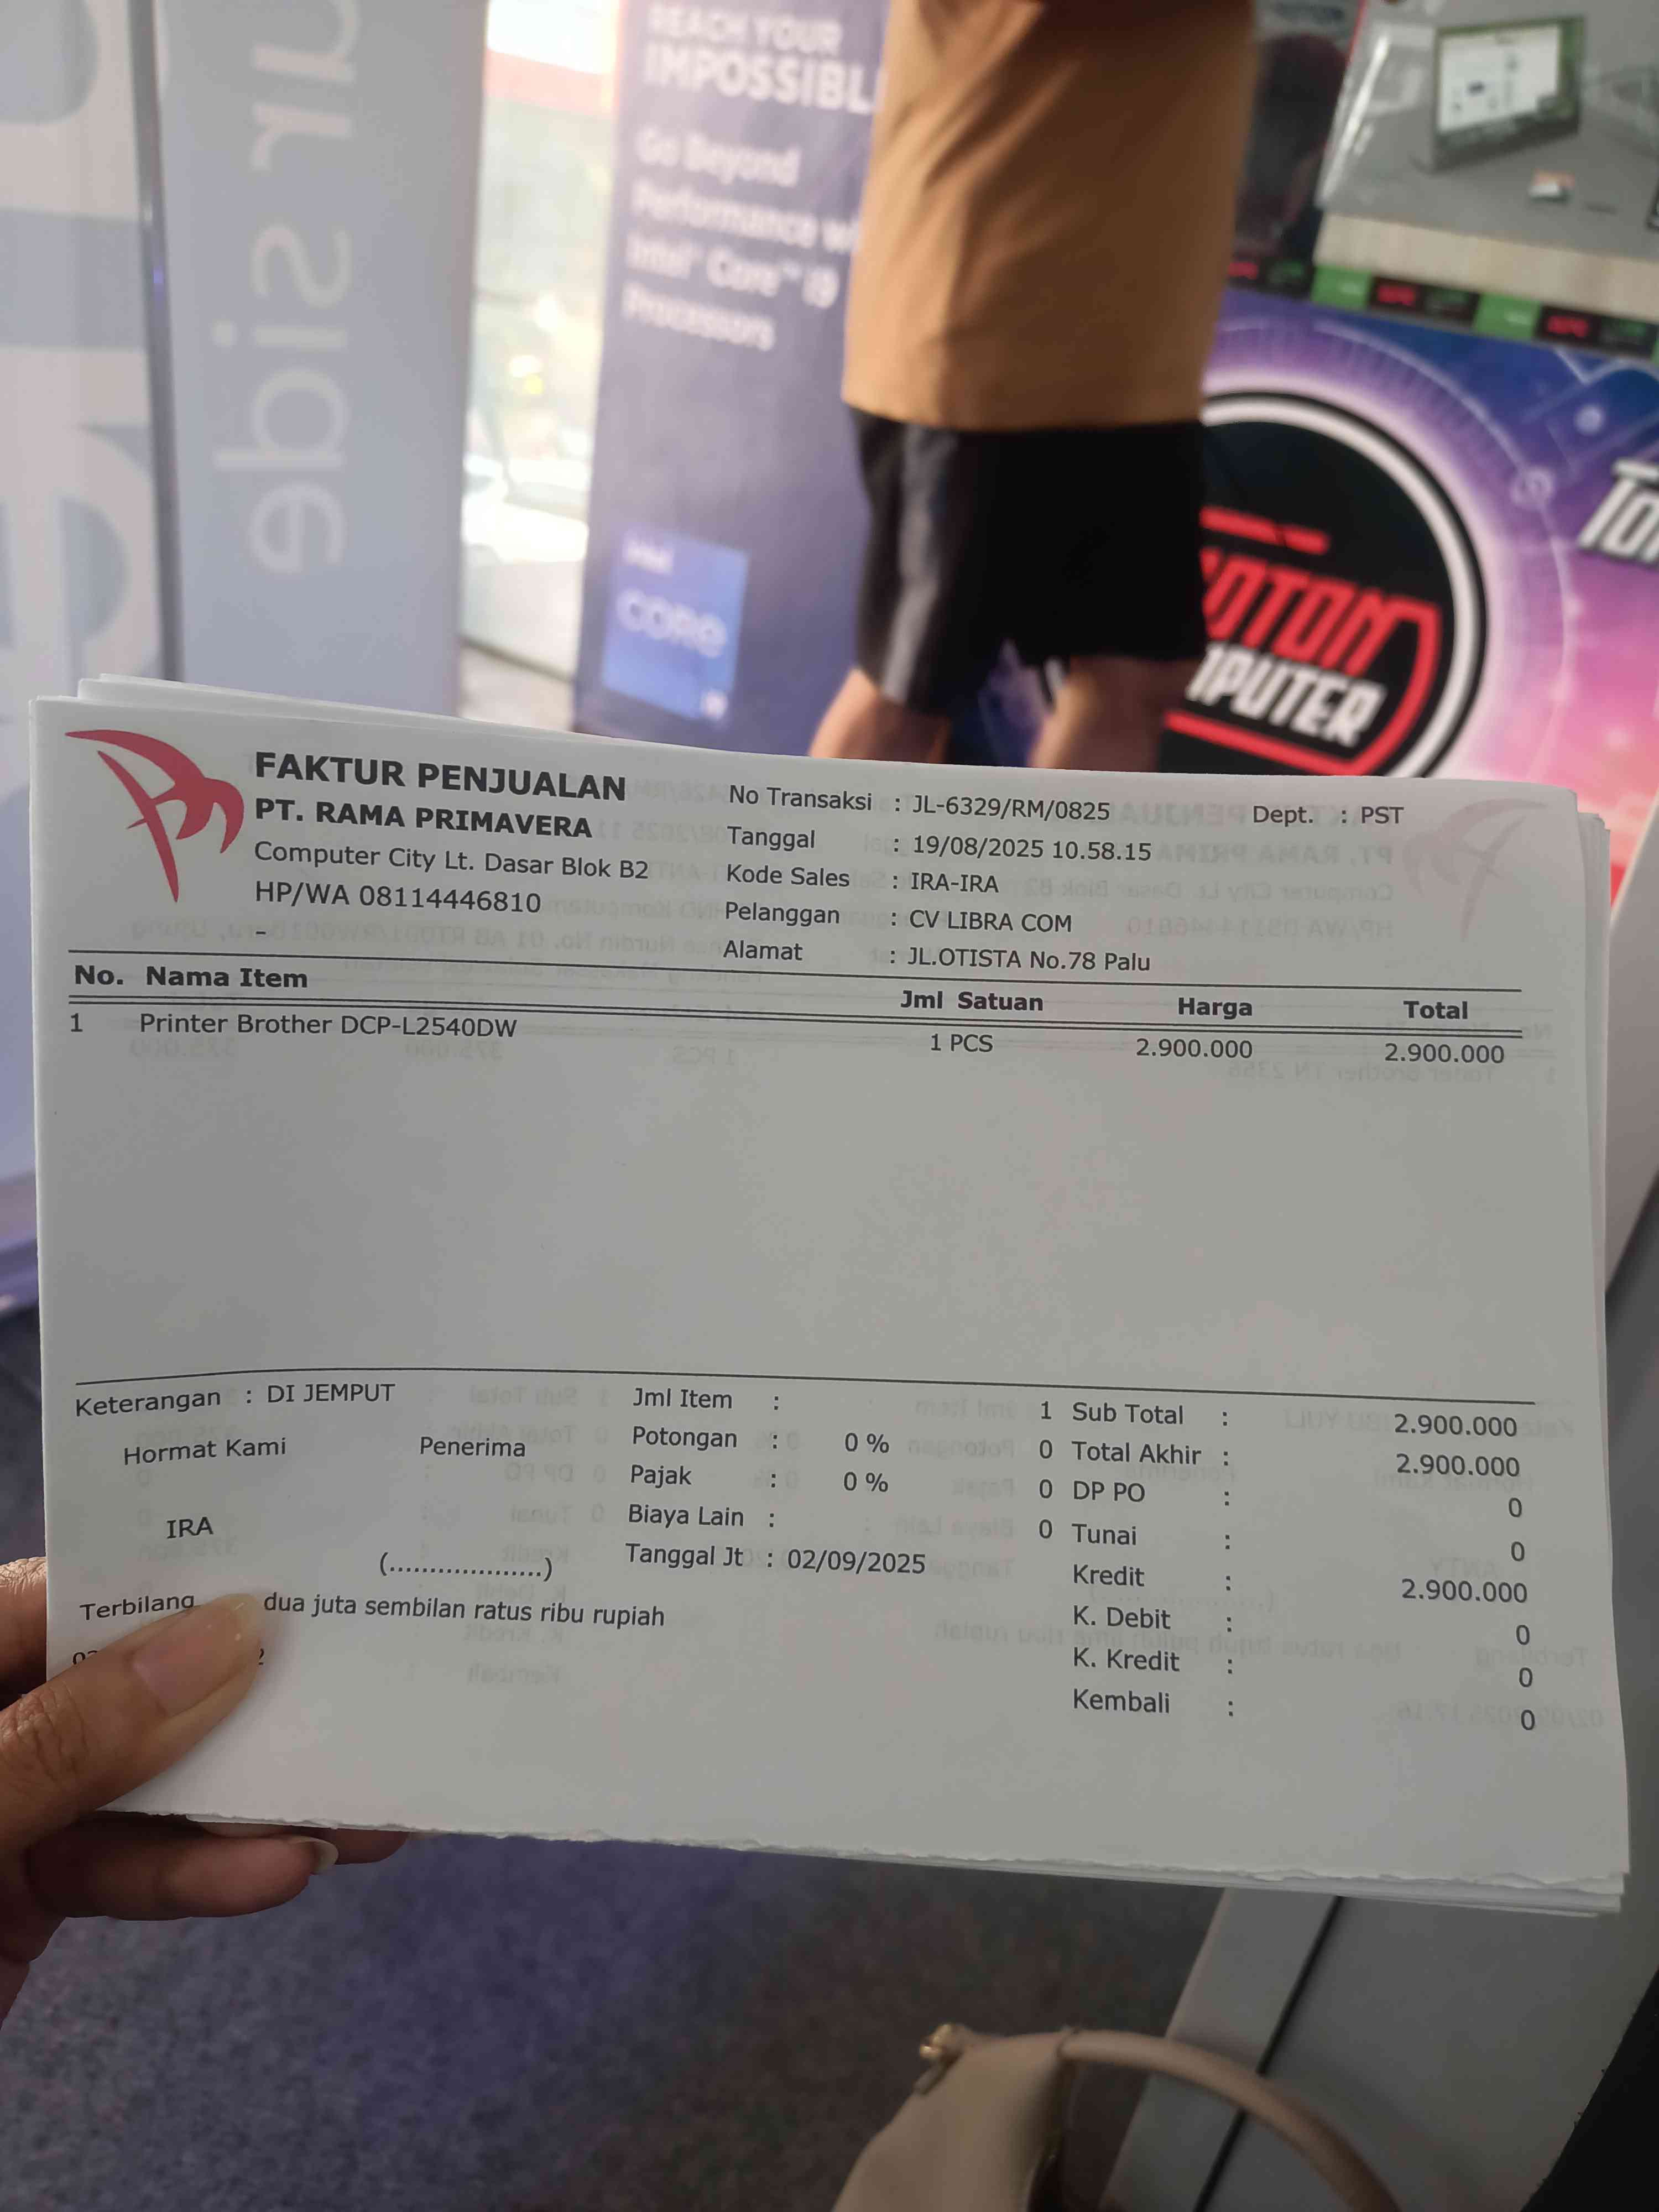 REACH YOUR
IMPOSSIBL
Go Beyond
Performance w
Intel® Core™ i9
Processors
intel
CORE
i9
OTON
MPUTER
FAKTUR PENJUALAN
PT. RAMA PRIMAVERA
Computer City Lt. Dasar Blok B2
HP/WA 08114446810
-
No Transaksi : JL-6329/RM/0825 Dept. : PST
Tanggal : 19/08/2025 10.58.15
Kode Sales : IRA-IRA
Pelanggan : CV LIBRA COM
Alamat : JL.OTISTA No.78 Palu
No. Nama Item Jml Satuan Harga Total
1 Printer Brother DCP-L2540DW 1 PCS 2.900.000 2.900.000
Keterangan : DI JEMPUT
Hormat Kami Penerima
IRA
(...................)
Terbilang dua juta sembilan ratus ribu rupiah
Jml Item : 1
Potongan : 0 % 0
Pajak : 0 % 0
Biaya Lain : 0
Tanggal Jt : 02/09/2025
Sub Total : 2.900.000
Total Akhir : 2.900.000
DP PO : 0
Tunai : 0
Kredit : 2.900.000
K. Debit : 0
K. Kredit : 0
Kembali : 0